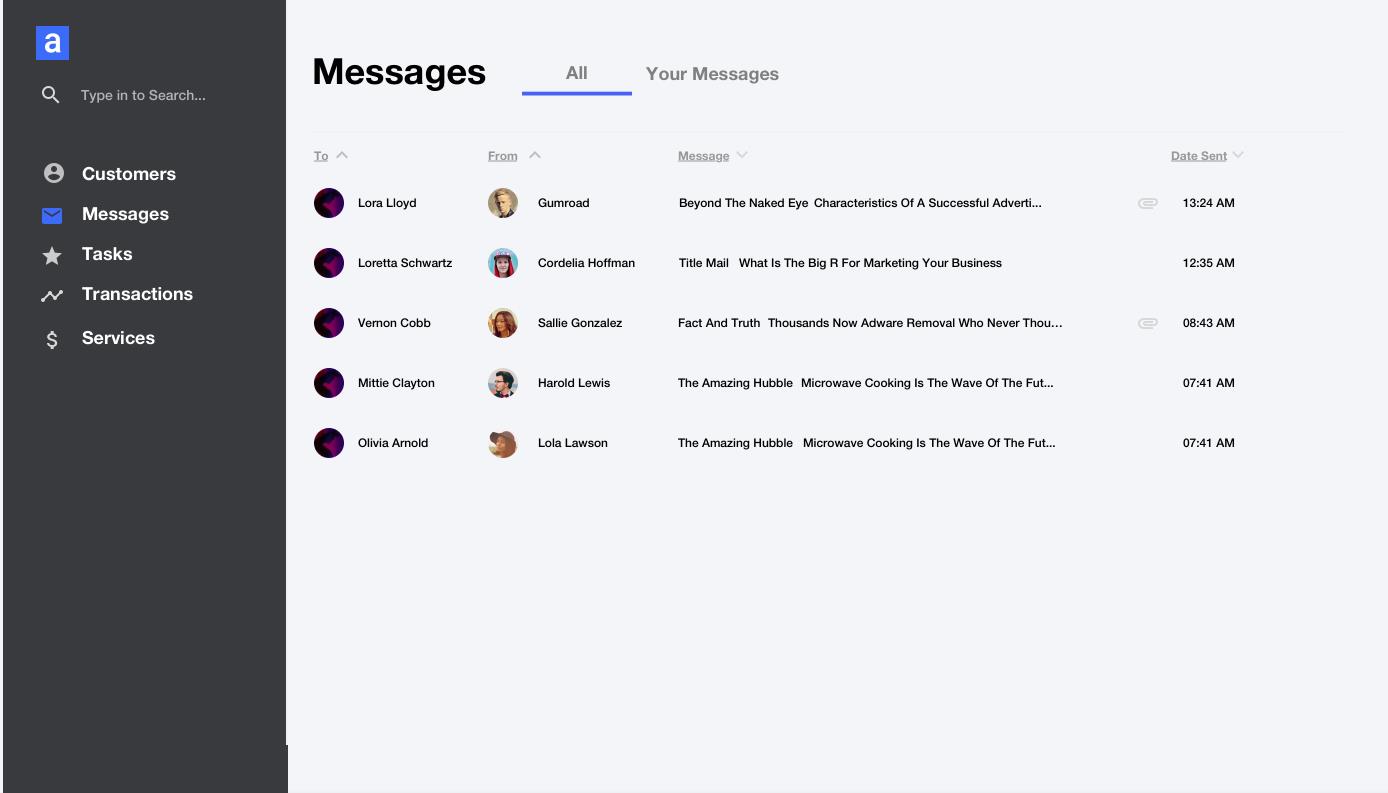 a
Type in to Search...
Customers
Messages
Tasks
Transactions
Services
Messages All Your Messages
To From Message Date Sent
Lora Lloyd Gumroad Beyond The Naked Eye Characteristics Of A Successful Adverti... 13:24 AM
Loretta Schwartz Cordelia Hoffman Title Mail What Is The Big R For Marketing Your Business 12:35 AM
Vernon Cobb Sallie Gonzalez Fact And Truth Thousands Now Adware Removal Who Never Thou... 08:43 AM
Mittie Clayton Harold Lewis The Amazing Hubble Microwave Cooking Is The Wave Of The Fut... 07:41 AM
Olivia Arnold Lola Lawson The Amazing Hubble Microwave Cooking Is The Wave Of The Fut... 07:41 AM